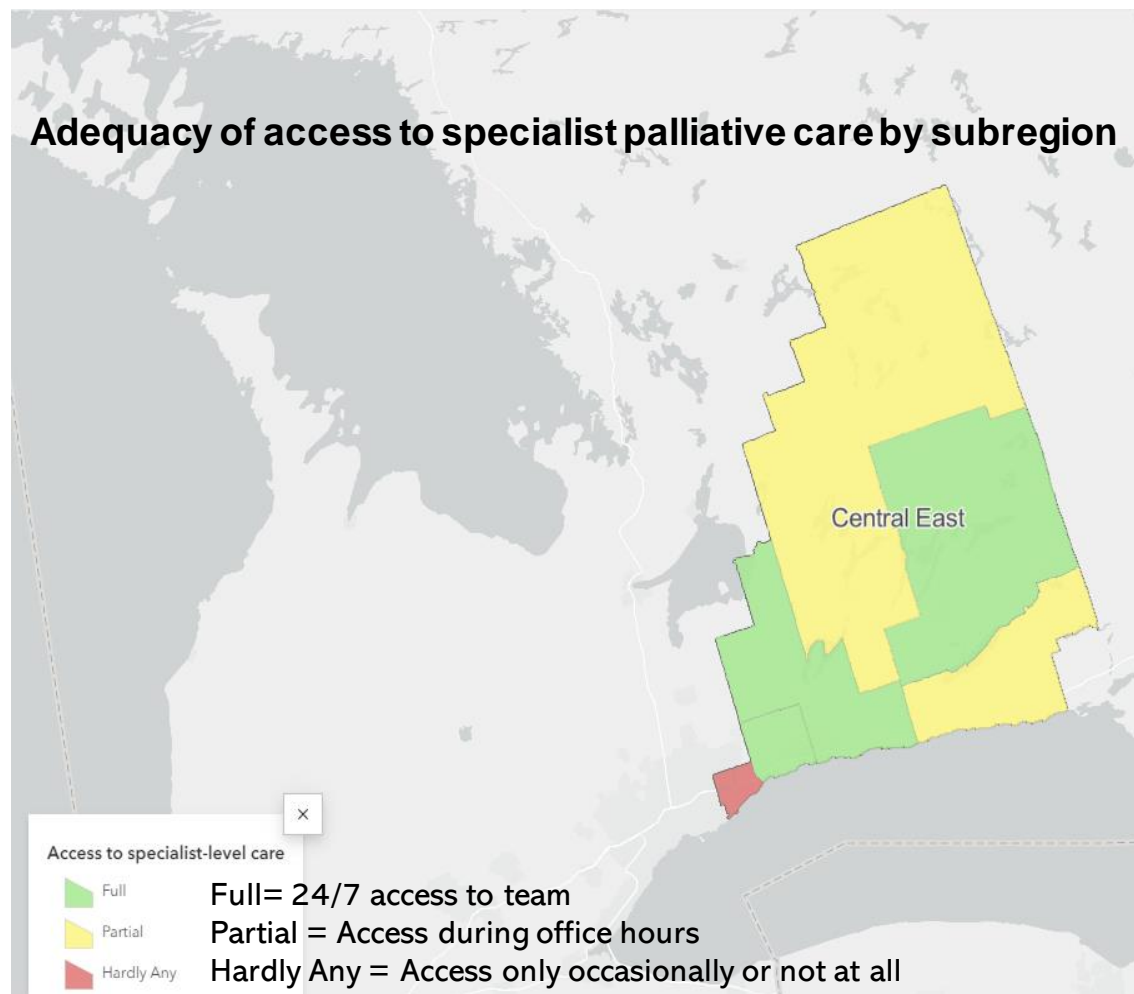 Adequacy of access to specialist palliative care by subregion
Central East
×
Access to specialist-level care
Full
Full= 24/7 access to team
Partial
Partial = Access during office hours
Hardly Any
Hardly Any = Access only occasionally or not at all